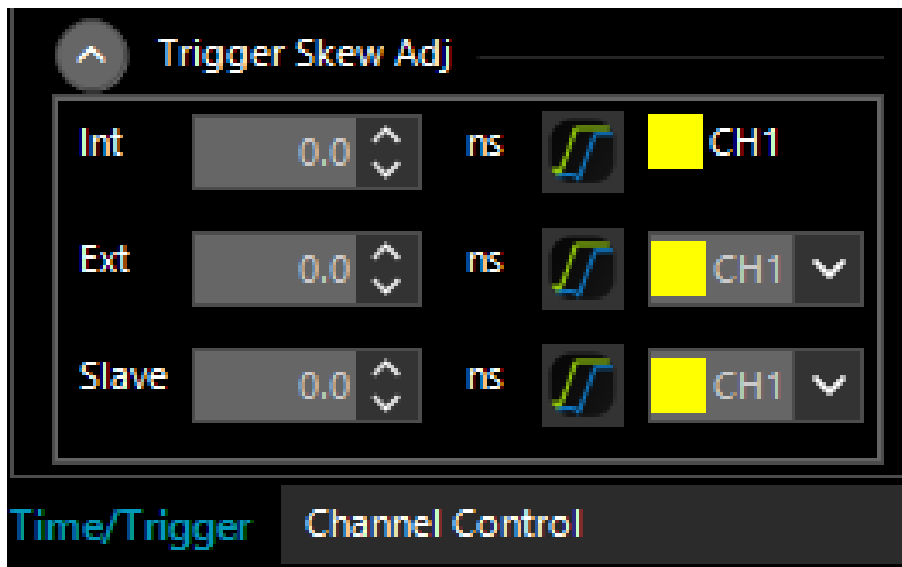 Trigger Skew Adj
Int 0.0 ns CH1
Ext 0.0 ns CH1
Slave 0.0 ns CH1
Time/Trigger Channel Control